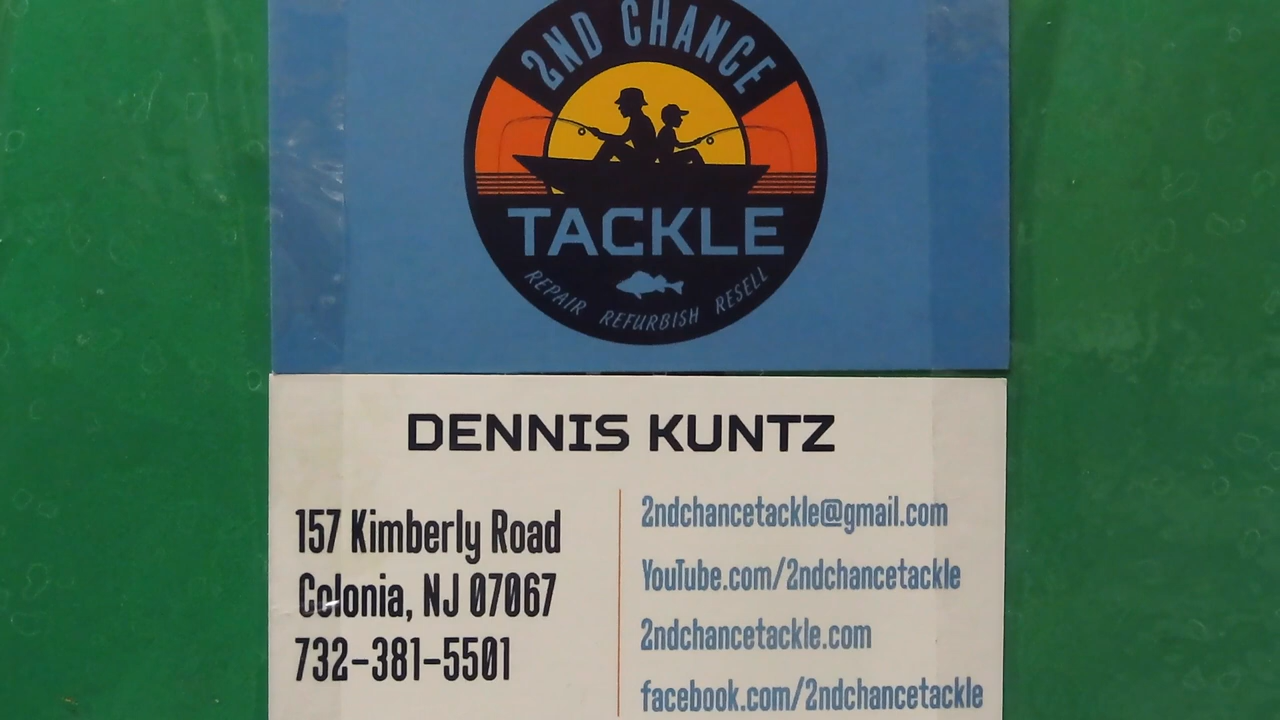 2ND CHANCE
TACKLE
REPAIR REFURBISH RESELL
DENNIS KUNTZ
157 Kimberly Road
Colonia, NJ 07067
732-381-5501
2ndchancetackle@gmail.com
YouTube.com/2ndchancetackle
2ndchancetackle.com
facebook.com/2ndchancetackle